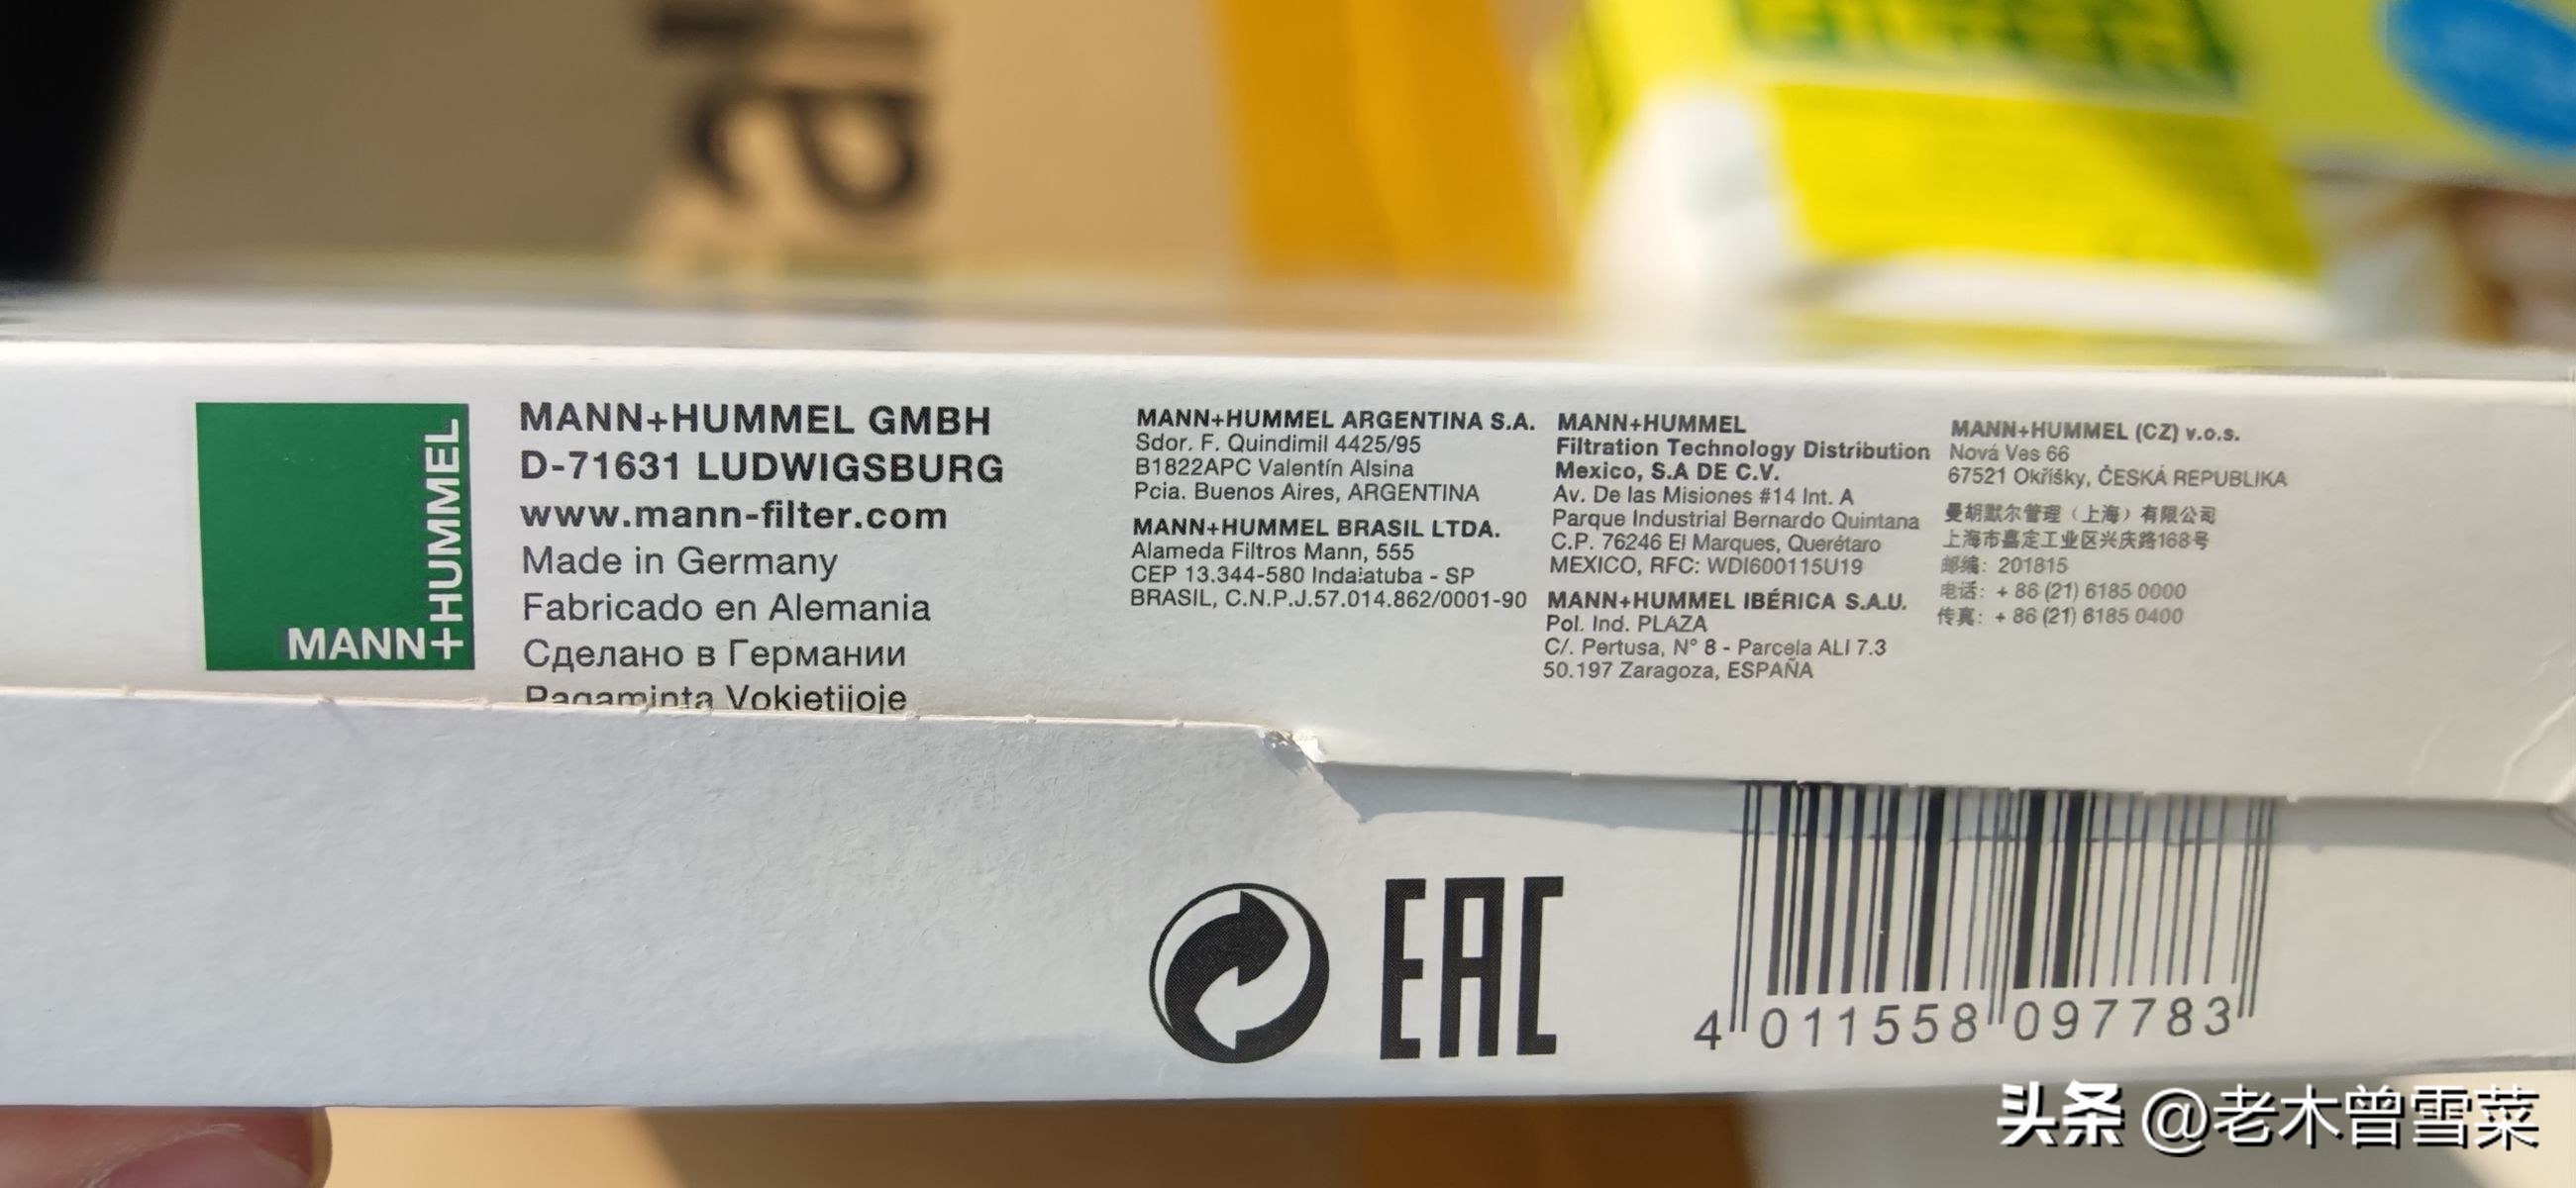 MANN+
HUMMEL
MANN+HUMMEL GMBH
D-71631 LUDWIGSBURG
www.mann-filter.com
Made in Germany
Fabricado en Alemania
Сделано в Германии
Pagaminta Vokietijoje
MANN+HUMMEL ARGENTINA S.A.
Sdor. F. Quindimil 4425/95
B1822APC Valentín Alsina
Pcia. Buenos Aires, ARGENTINA
MANN+HUMMEL BRASIL LTDA.
Alameda Filtros Mann, 555
CEP 13.344-580 Indaiatuba - SP
BRASIL, C.N.P.J.57.014.862/0001-90
MANN+HUMMEL
Filtration Technology Distribution
Mexico, S.A DE C.V.
Av. De las Misiones #14 Int. A
Parque Industrial Bernardo Quintana
C.P. 76246 El Marques, Querétaro
MEXICO, RFC: WDI600115U19
MANN+HUMMEL IBÉRICA S.A.U.
Pol. Ind. PLAZA
C/. Pertusa, N° 8 - Parcela ALI 7.3
50.197 Zaragoza, ESPAÑA
MANN+HUMMEL (CZ) v.o.s.
Nová Ves 66
67521 Okříšky, ČESKÁ REPUBLIKA
曼胡默尔管理（上海）有限公司
上海市嘉定工业区兴庆路168号
邮编: 201815
电话: + 86 (21) 6185 0000
传真: + 86 (21) 6185 0400
EAC
4 011558 097783
头条 @老木曾雪菜